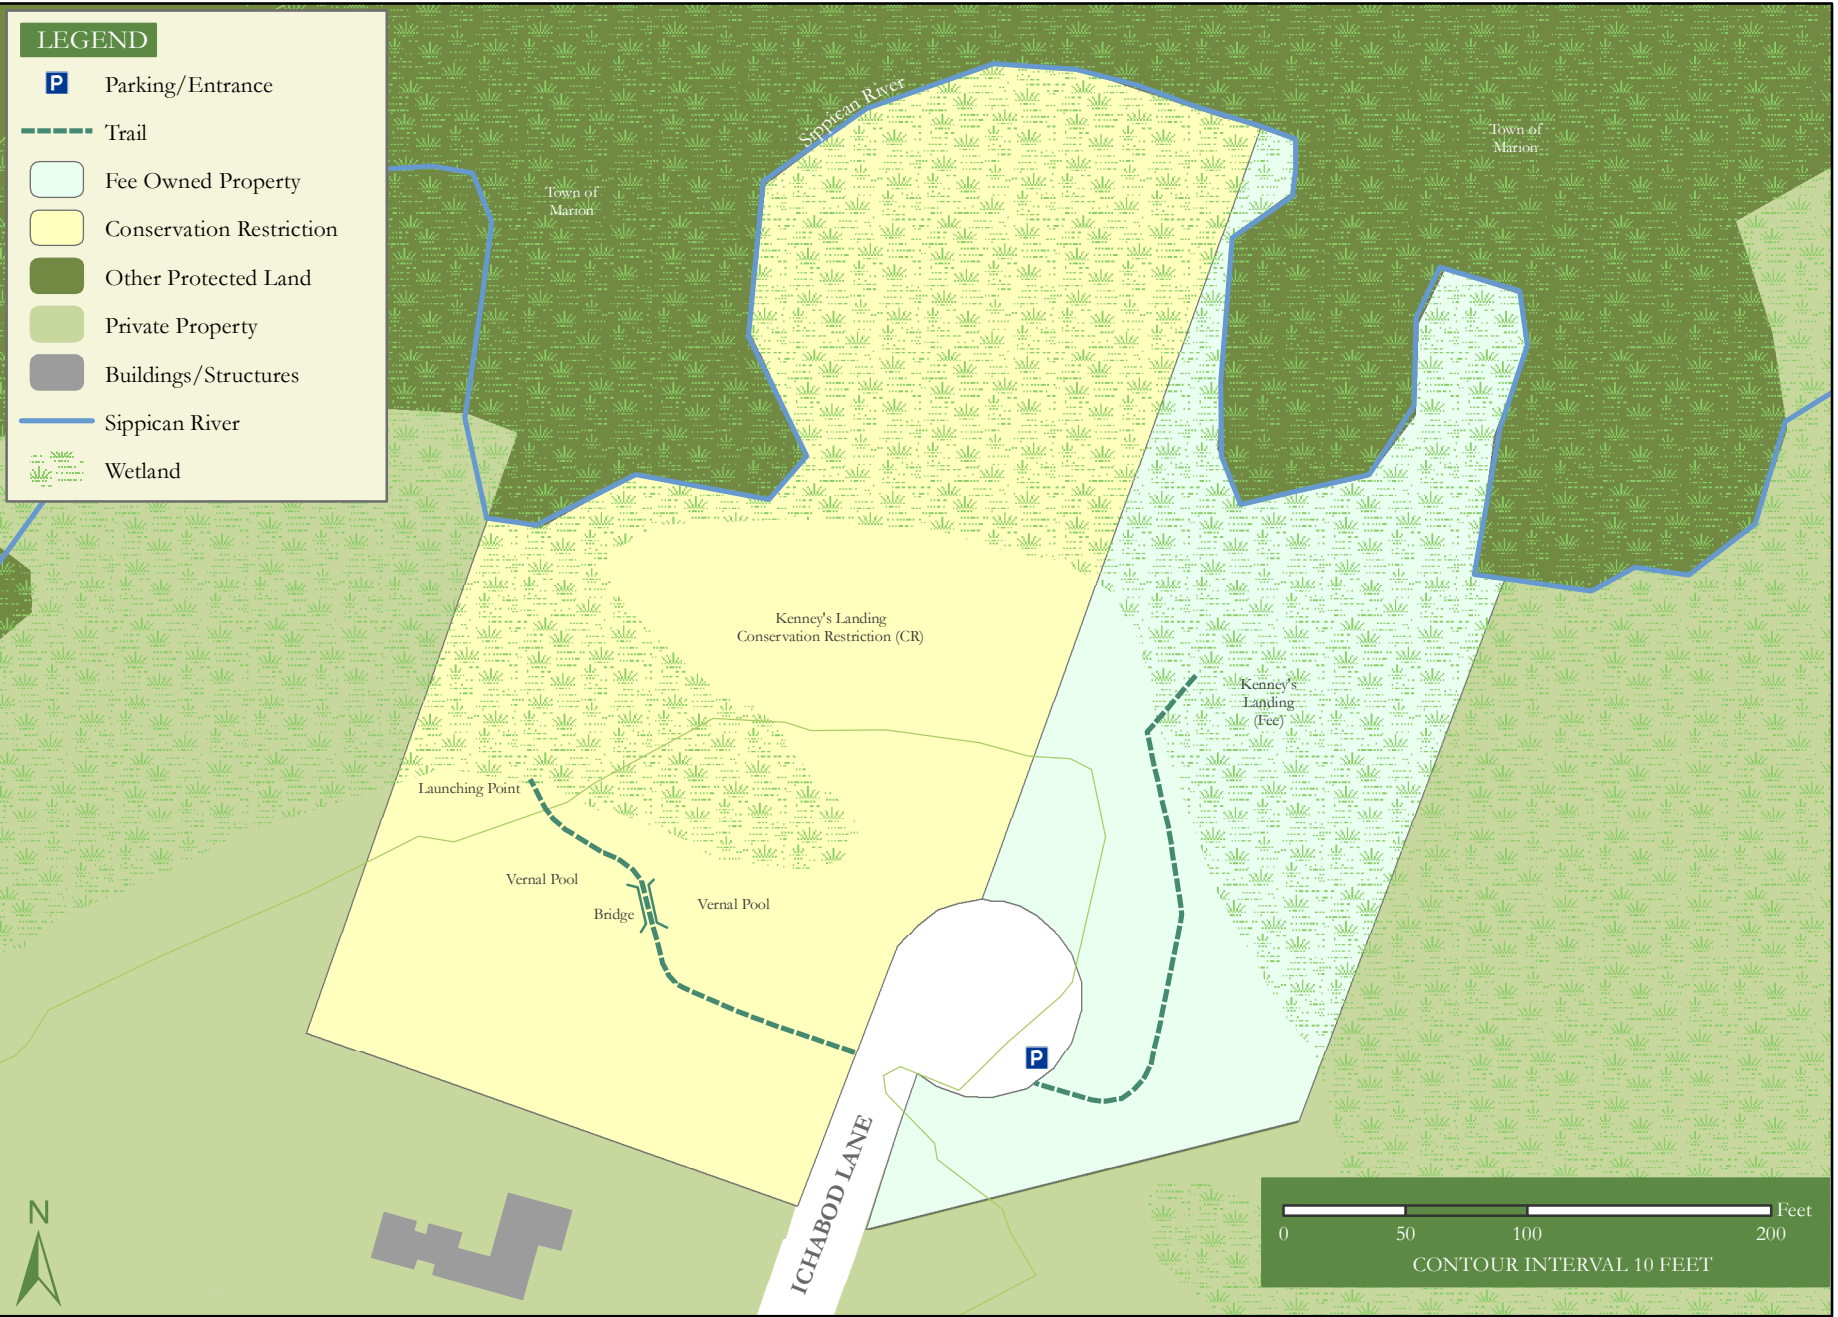 LEGEND
P
Parking/Entrance
Trail
Fee Owned Property
Conservation Restriction
Other Protected Land
Private Property
Buildings/Structures
Sippican River
Wetland
Sippican River
Town of
Marion
Town of
Marion
Kenney's Landing
Conservation Restriction (CR)
Kenney's
Landing
(Fee)
Launching Point
Vernal Pool
Bridge
Vernal Pool
P
ICHABOD LANE
N
Feet
0 50 100 200
CONTOUR INTERVAL 10 FEET